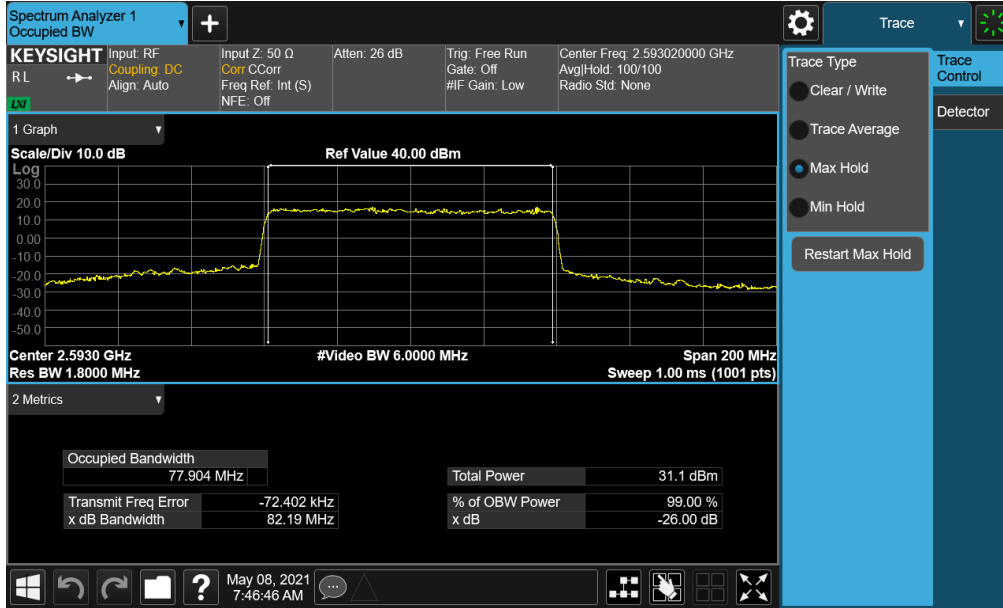 Spectrum Analyzer 1
Occupied BW
+
Trace
KEYSIGHT
R L
LXI
Input: RF
Coupling: DC
Align: Auto
Input Z: 50 Ω
Corr CCorr
Freq Ref: Int (S)
NFE: Off
Atten: 26 dB
Trig: Free Run
Gate: Off
#IF Gain: Low
Center Freq: 2.593020000 GHz
Avg|Hold: 100/100
Radio Std: None
1 Graph
Scale/Div 10.0 dB
Ref Value 40.00 dBm
Log
30.0
20.0
10.0
0.00
-10.0
-20.0
-30.0
-40.0
-50.0
Center 2.5930 GHz
#Video BW 6.0000 MHz
Span 200 MHz
Res BW 1.8000 MHz
Sweep 1.00 ms (1001 pts)
2 Metrics
Occupied Bandwidth
77.904 MHz
Total Power 31.1 dBm
Transmit Freq Error -72.402 kHz
% of OBW Power 99.00 %
x dB Bandwidth 82.19 MHz
x dB -26.00 dB
Trace Type
Clear / Write
Trace Average
Max Hold
Min Hold
Restart Max Hold
Trace
Control
Detector
?
May 08, 2021
7:46:46 AM